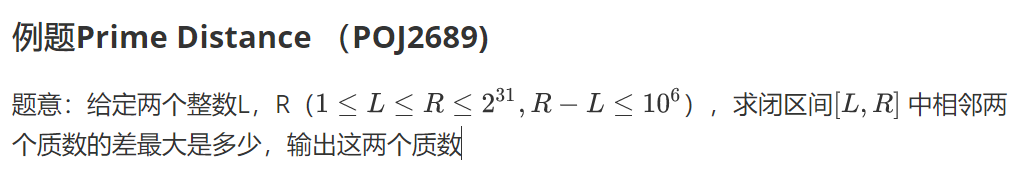 例题Prime Distance （POJ2689)
题意：给定两个整数L，R（1 ≤ L ≤ R ≤ 2^31, R − L ≤ 10^6），求闭区间[L, R] 中相邻两
个质数的差最大是多少，输出这两个质数